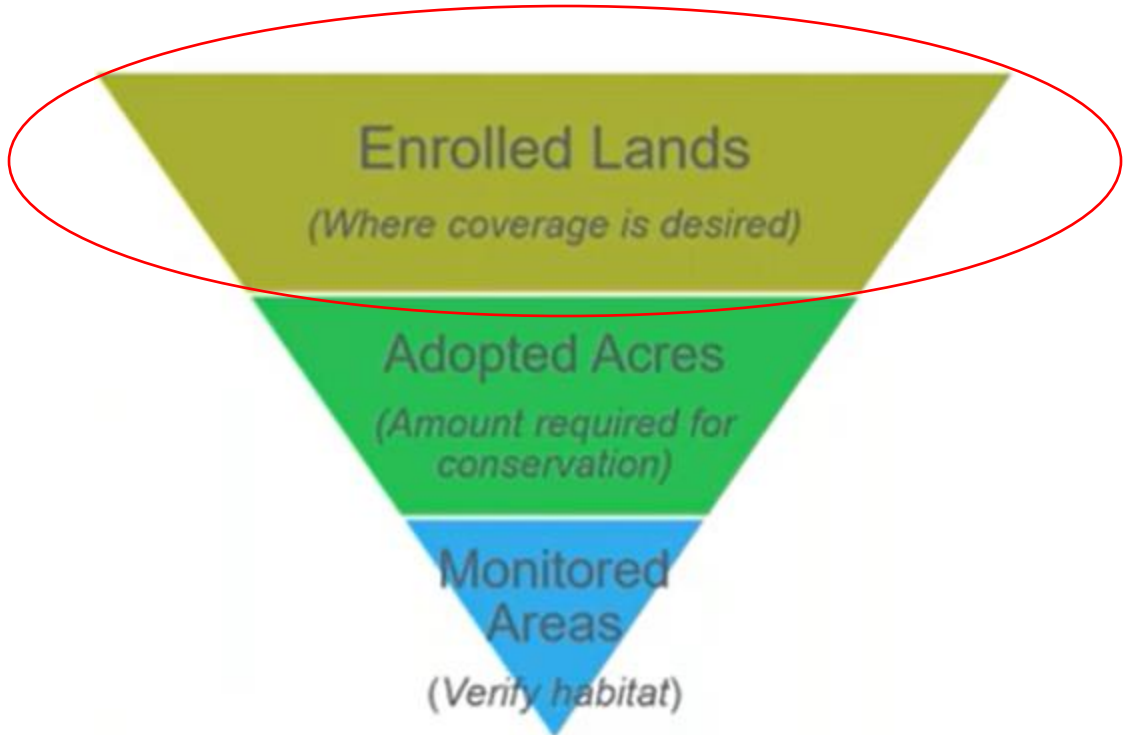 Enrolled Lands
(Where coverage is desired)
Adopted Acres
(Amount required for
conservation)
Monitored
Areas
(Verify habitat)